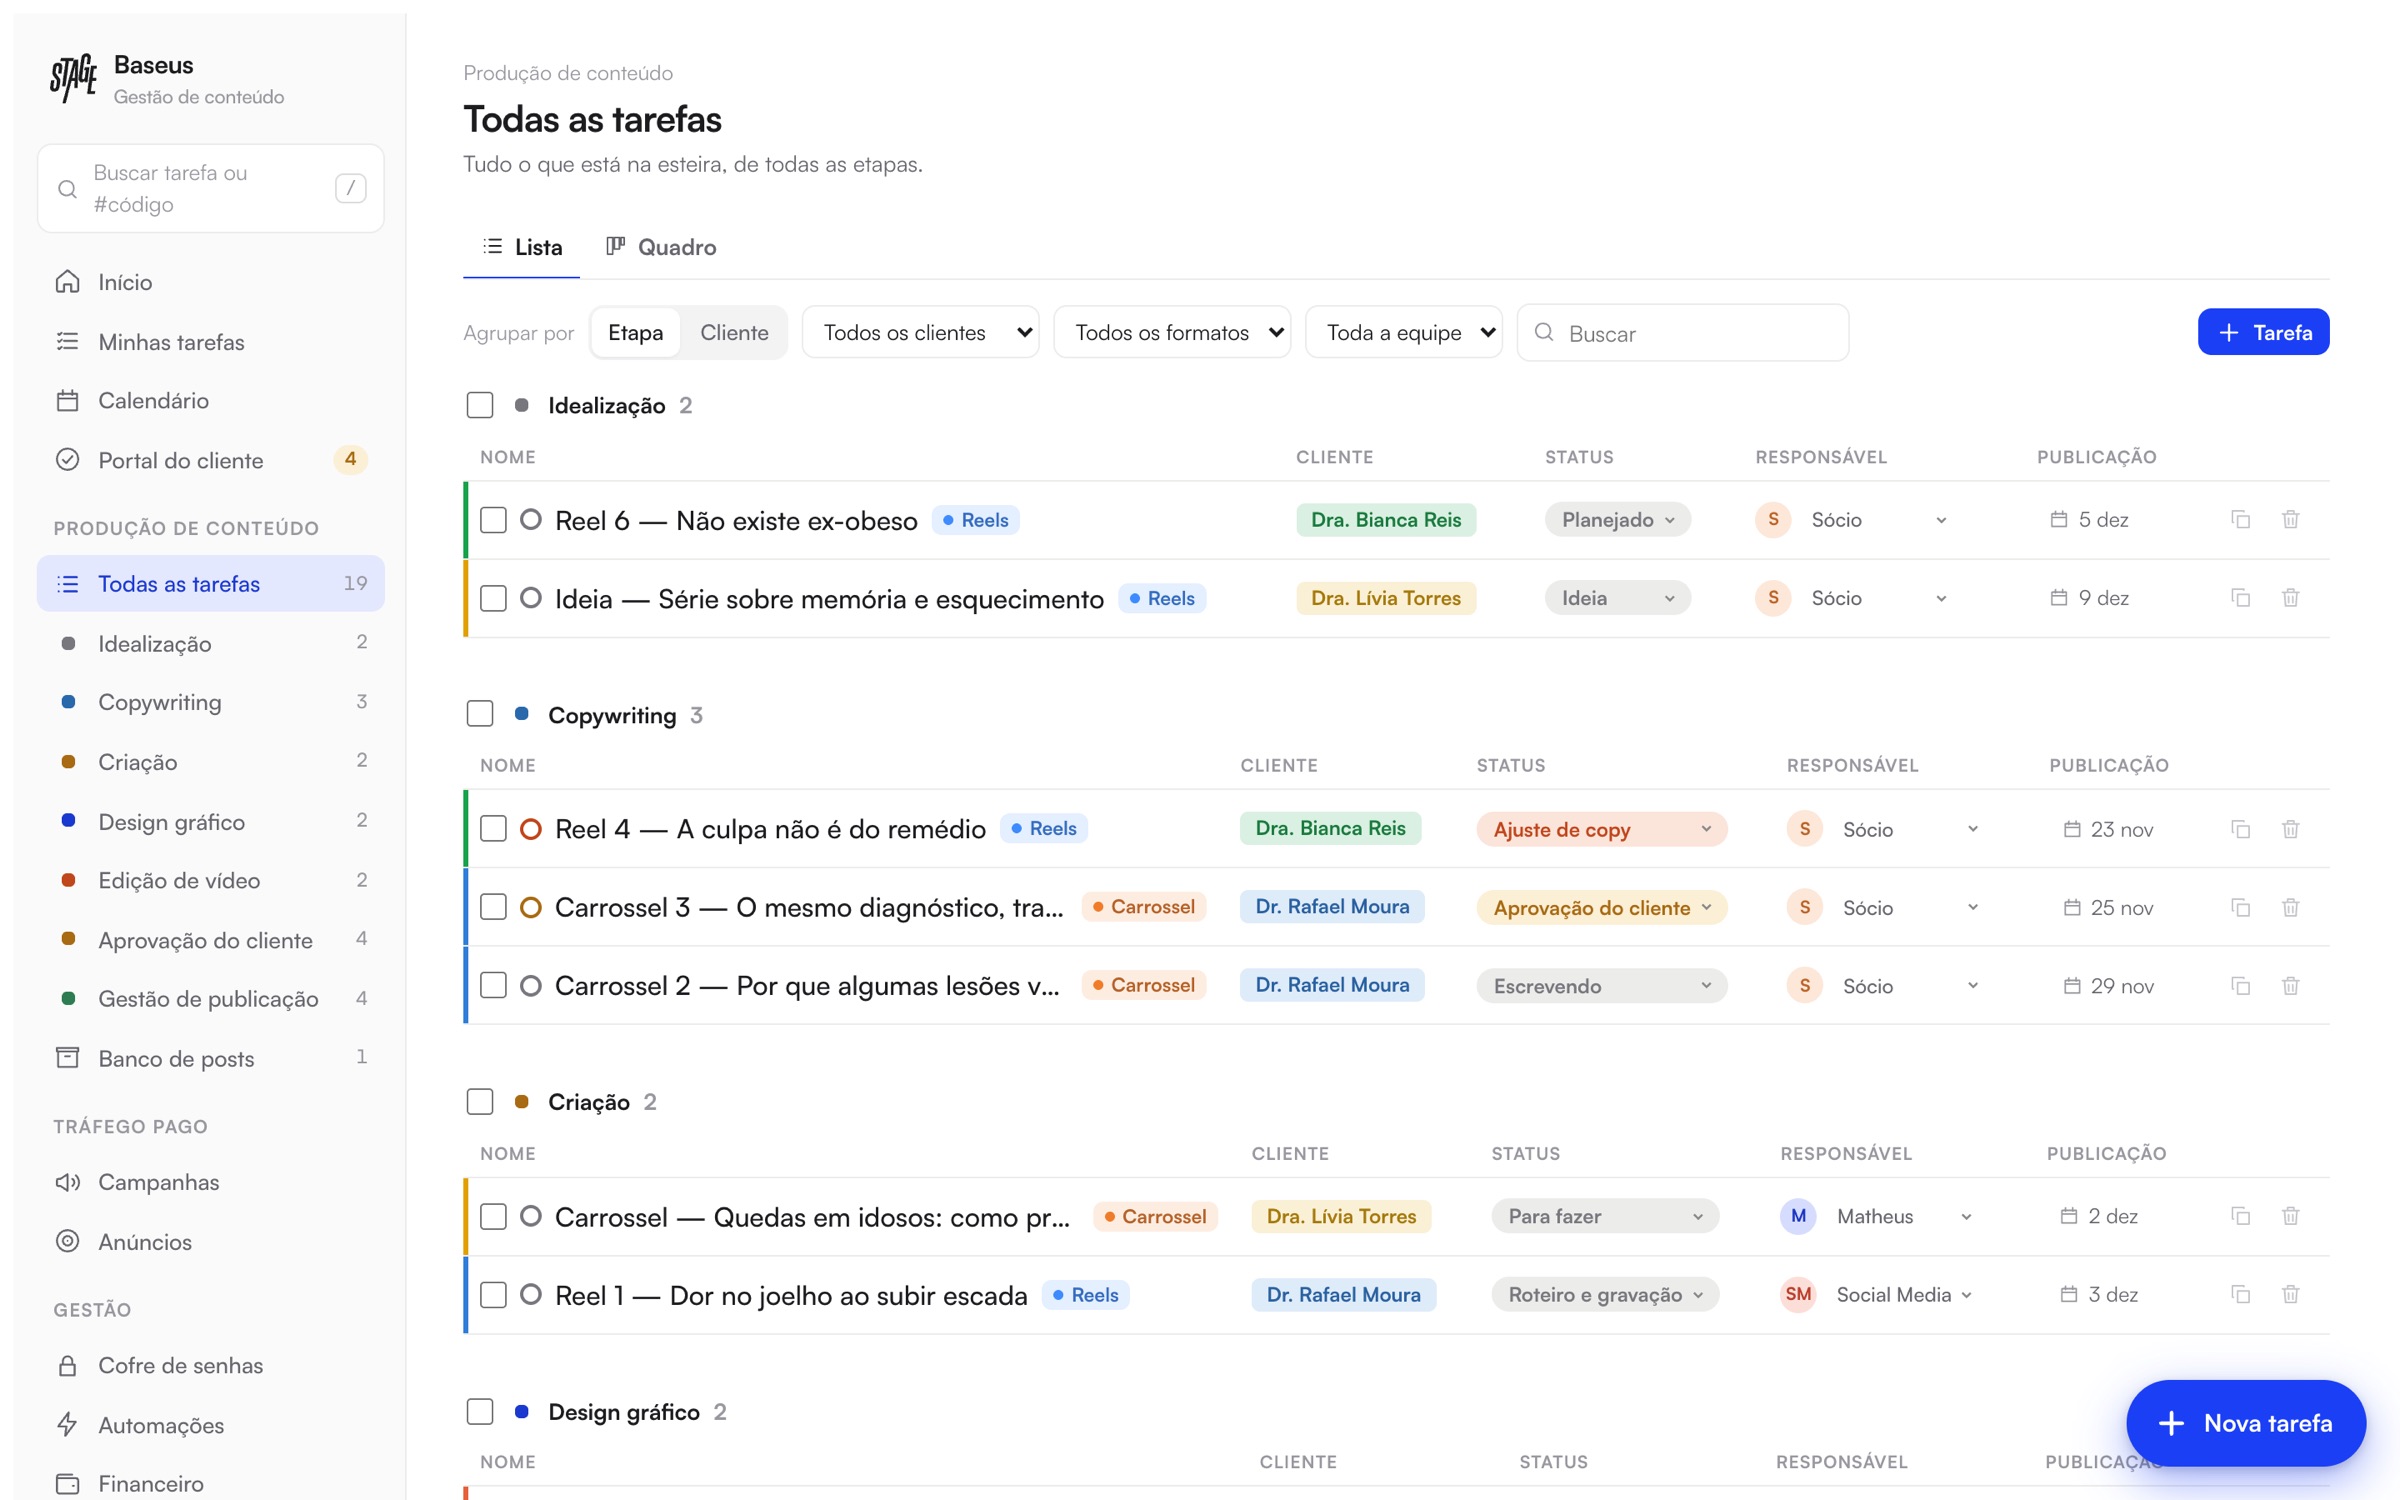 STAGE
Baseus
Gestão de conteúdo
Buscar tarefa ou
#código
/
Início
Minhas tarefas
Calendário
Portal do cliente 4
PRODUÇÃO DE CONTEÚDO
Todas as tarefas 19
Idealização 2
Copywriting 3
Criação 2
Design gráfico 2
Edição de vídeo 2
Aprovação do cliente 4
Gestão de publicação 4
Banco de posts 1
TRÁFEGO PAGO
Campanhas
Anúncios
GESTÃO
Cofre de senhas
Automações
Financeiro
Produção de conteúdo
Todas as tarefas
Tudo o que está na esteira, de todas as etapas.
Lista Quadro
Agrupar por Etapa Cliente Todos os clientes Todos os formatos Toda a equipe Buscar + Tarefa
Idealização 2
NOME CLIENTE STATUS RESPONSÁVEL PUBLICAÇÃO
Reel 6 — Não existe ex-obeso Reels Dra. Bianca Reis Planejado S Sócio 5 dez
Ideia — Série sobre memória e esquecimento Reels Dra. Lívia Torres Ideia S Sócio 9 dez
Copywriting 3
NOME CLIENTE STATUS RESPONSÁVEL PUBLICAÇÃO
Reel 4 — A culpa não é do remédio Reels Dra. Bianca Reis Ajuste de copy S Sócio 23 nov
Carrossel 3 — O mesmo diagnóstico, tra... Carrossel Dr. Rafael Moura Aprovação do cliente S Sócio 25 nov
Carrossel 2 — Por que algumas lesões v... Carrossel Dr. Rafael Moura Escrevendo S Sócio 29 nov
Criação 2
NOME CLIENTE STATUS RESPONSÁVEL PUBLICAÇÃO
Carrossel — Quedas em idosos: como pr... Carrossel Dra. Lívia Torres Para fazer M Matheus 2 dez
Reel 1 — Dor no joelho ao subir escada Reels Dr. Rafael Moura Roteiro e gravação SM Social Media 3 dez
Design gráfico 2
+ Nova tarefa
NOME CLIENTE STATUS RESPONSÁVEL PUBLICAÇÃ